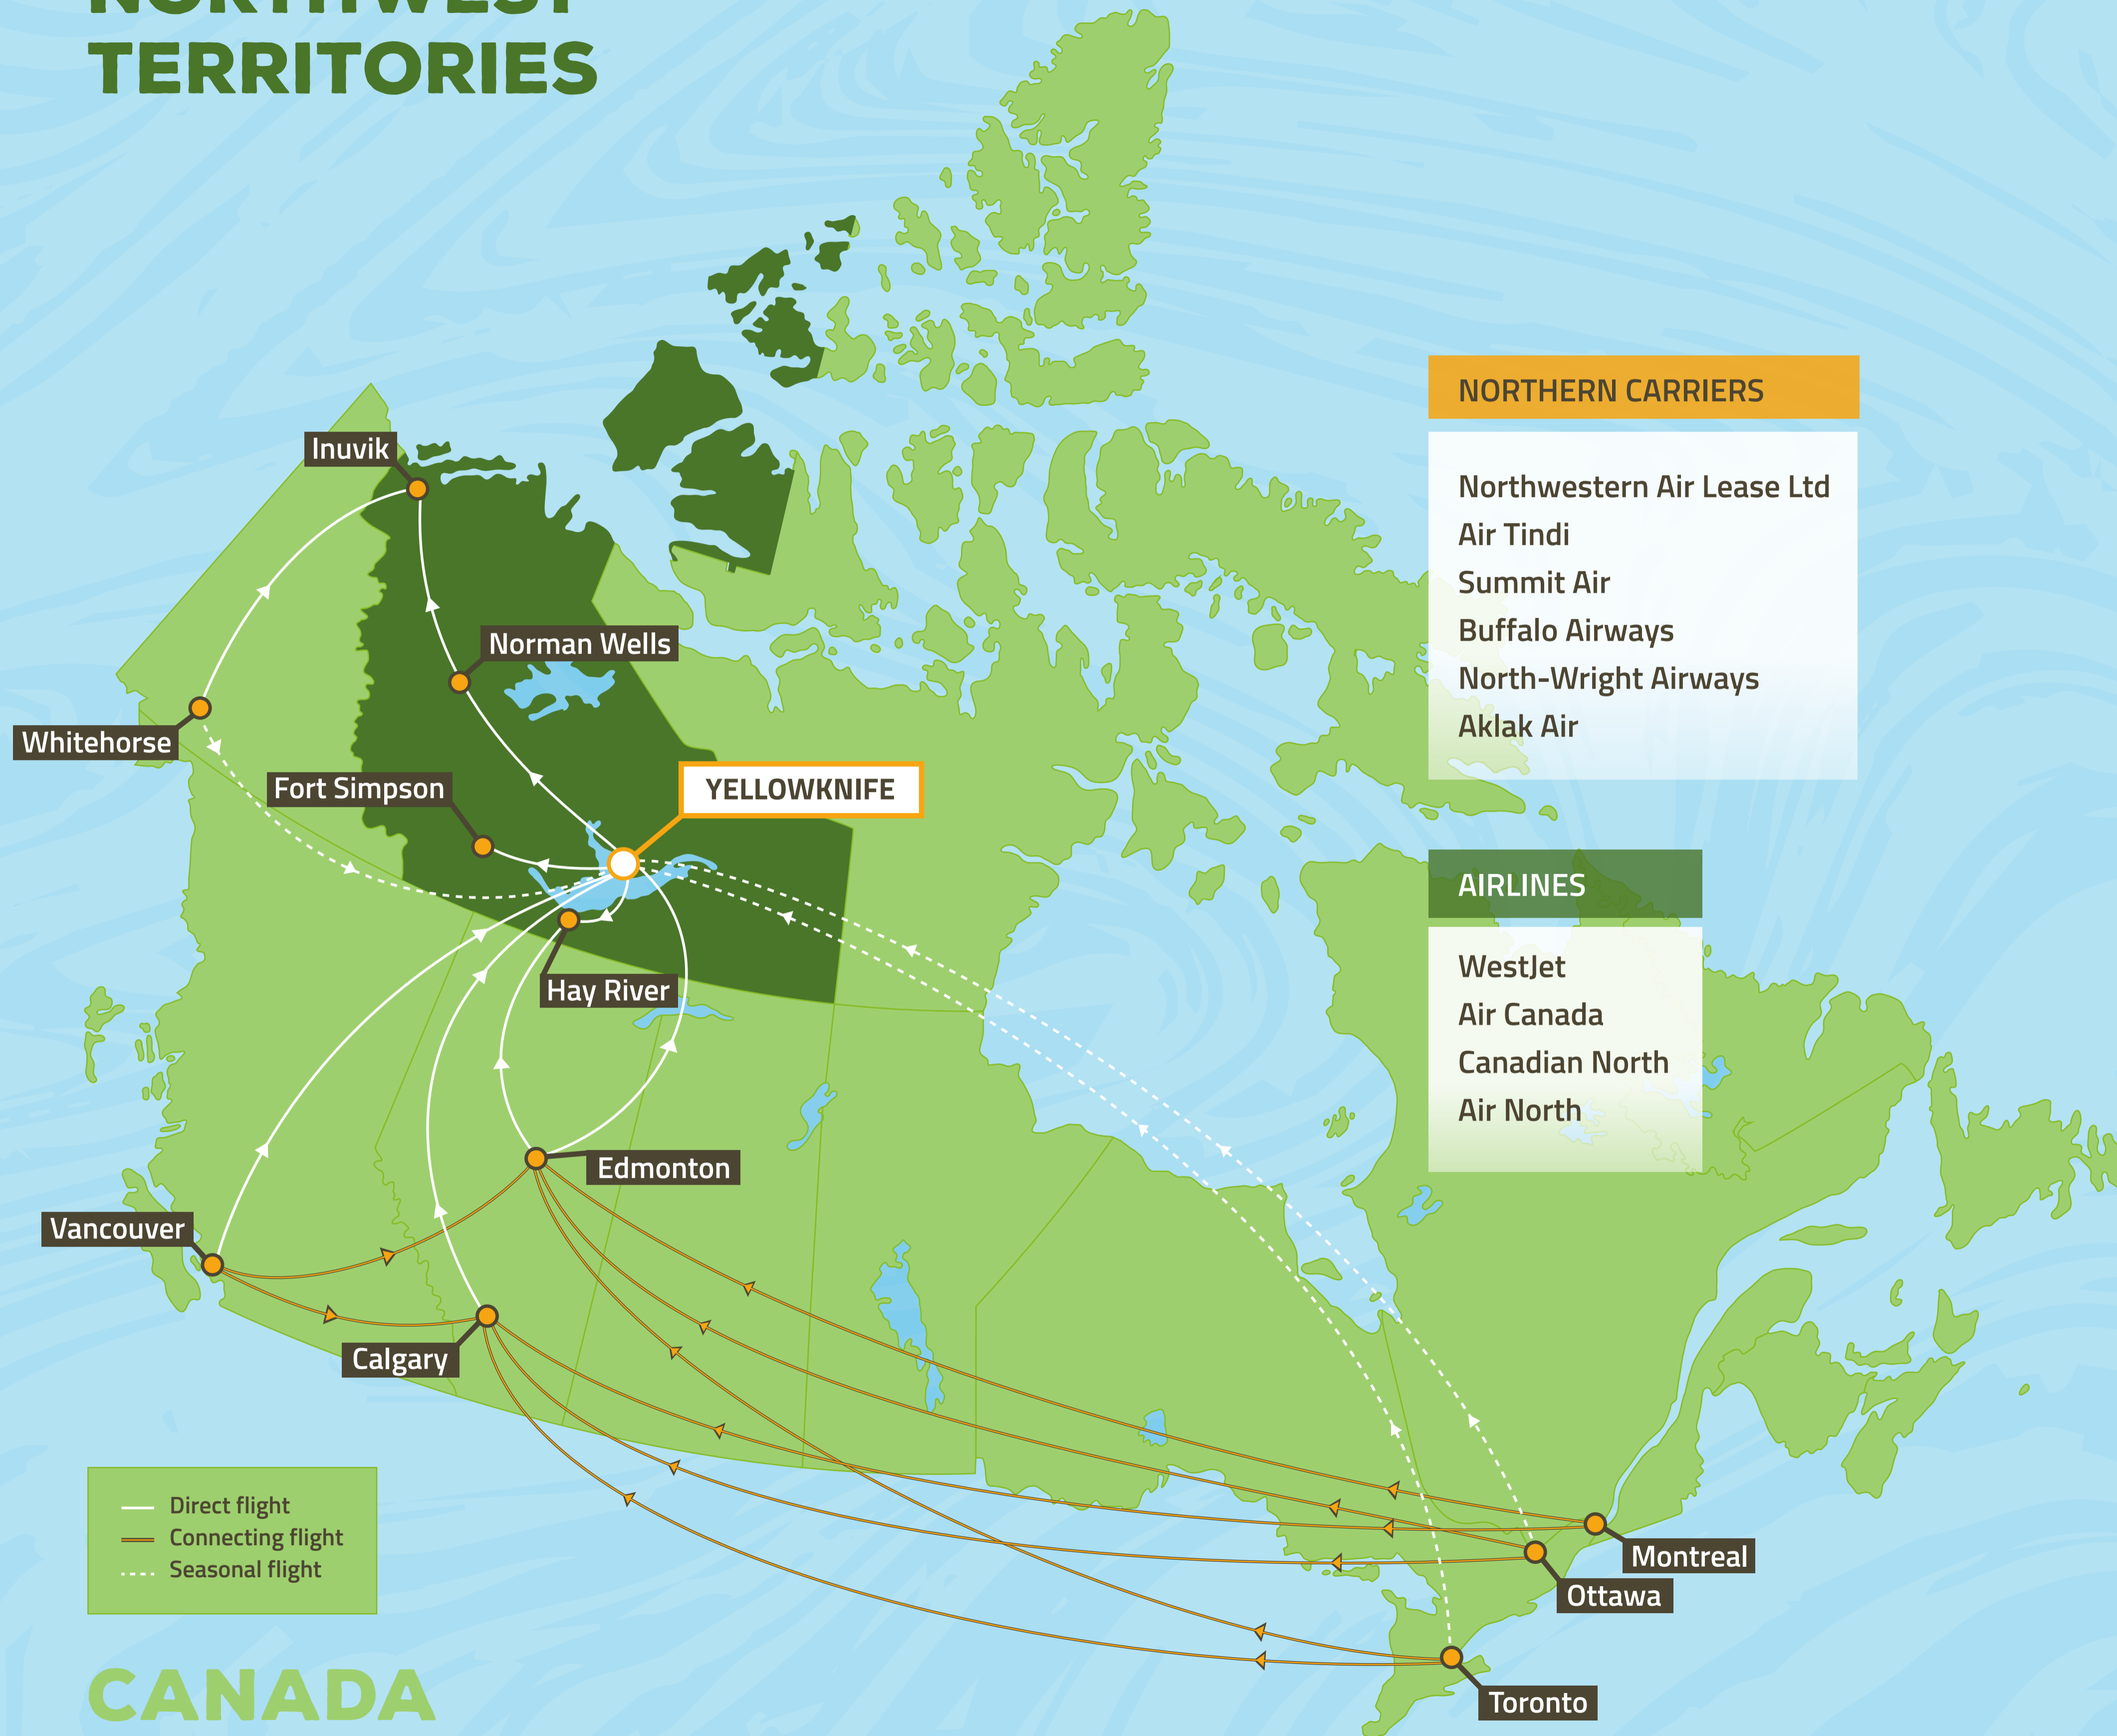 NORTHWEST
TERRITORIES
Inuvik
Norman Wells
Whitehorse
Fort Simpson
YELLOWKNIFE
Hay River
Edmonton
Vancouver
Calgary
Montreal
Ottawa
Toronto
NORTHERN CARRIERS
Northwestern Air Lease Ltd
Air Tindi
Summit Air
Buffalo Airways
North-Wright Airways
Aklak Air
AIRLINES
WestJet
Air Canada
Canadian North
Air North
Direct flight
Connecting flight
Seasonal flight
CANADA